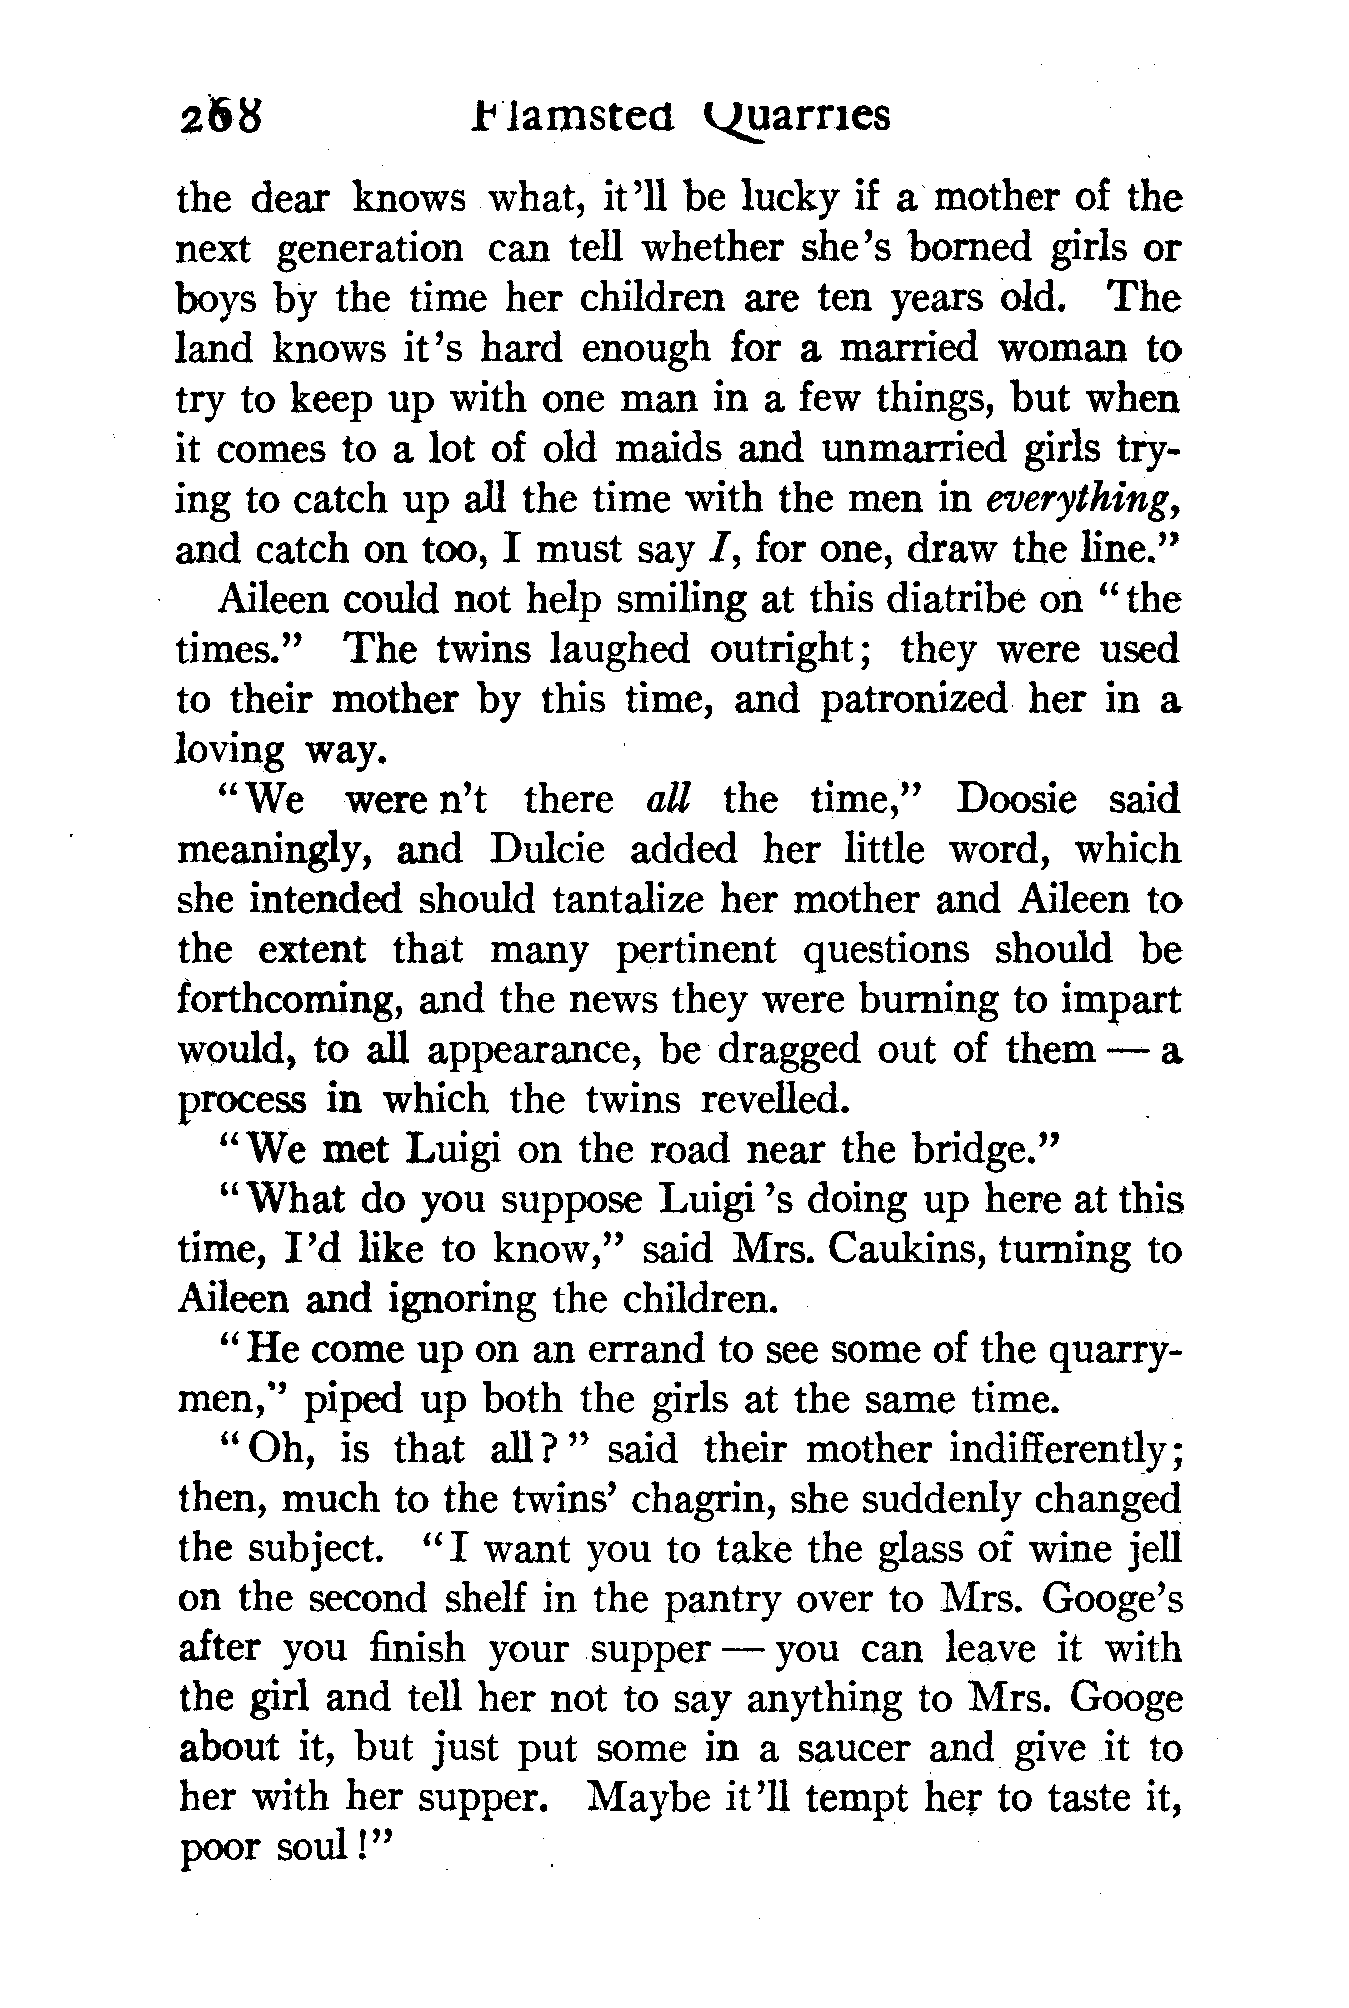 268 Flamsted Quarries
the dear knows what, it'll be lucky if a mother of the
next generation can tell whether she's borned girls or
boys by the time her children are ten years old. The
land knows it's hard enough for a married woman to
try to keep up with one man in a few things, but when
it comes to a lot of old maids and unmarried girls try-
ing to catch up all the time with the men in everything,
and catch on too, I must say I, for one, draw the line."
Aileen could not help smiling at this diatribe on "the
times." The twins laughed outright; they were used
to their mother by this time, and patronized her in a
loving way.
"We were n't there all the time," Doosie said
meaningly, and Dulcie added her little word, which
she intended should tantalize her mother and Aileen to
the extent that many pertinent questions should be
forthcoming, and the news they were burning to impart
would, to all appearance, be dragged out of them — a
process in which the twins revelled.
"We met Luigi on the road near the bridge."
"What do you suppose Luigi 's doing up here at this
time, I'd like to know," said Mrs. Caukins, turning to
Aileen and ignoring the children.
"He come up on an errand to see some of the quarry-
men," piped up both the girls at the same time.
"Oh, is that all?" said their mother indifferently;
then, much to the twins' chagrin, she suddenly changed
the subject. "I want you to take the glass of wine jell
on the second shelf in the pantry over to Mrs. Googe's
after you finish your supper — you can leave it with
the girl and tell her not to say anything to Mrs. Googe
about it, but just put some in a saucer and give it to
her with her supper. Maybe it'll tempt her to taste it,
poor soul!"